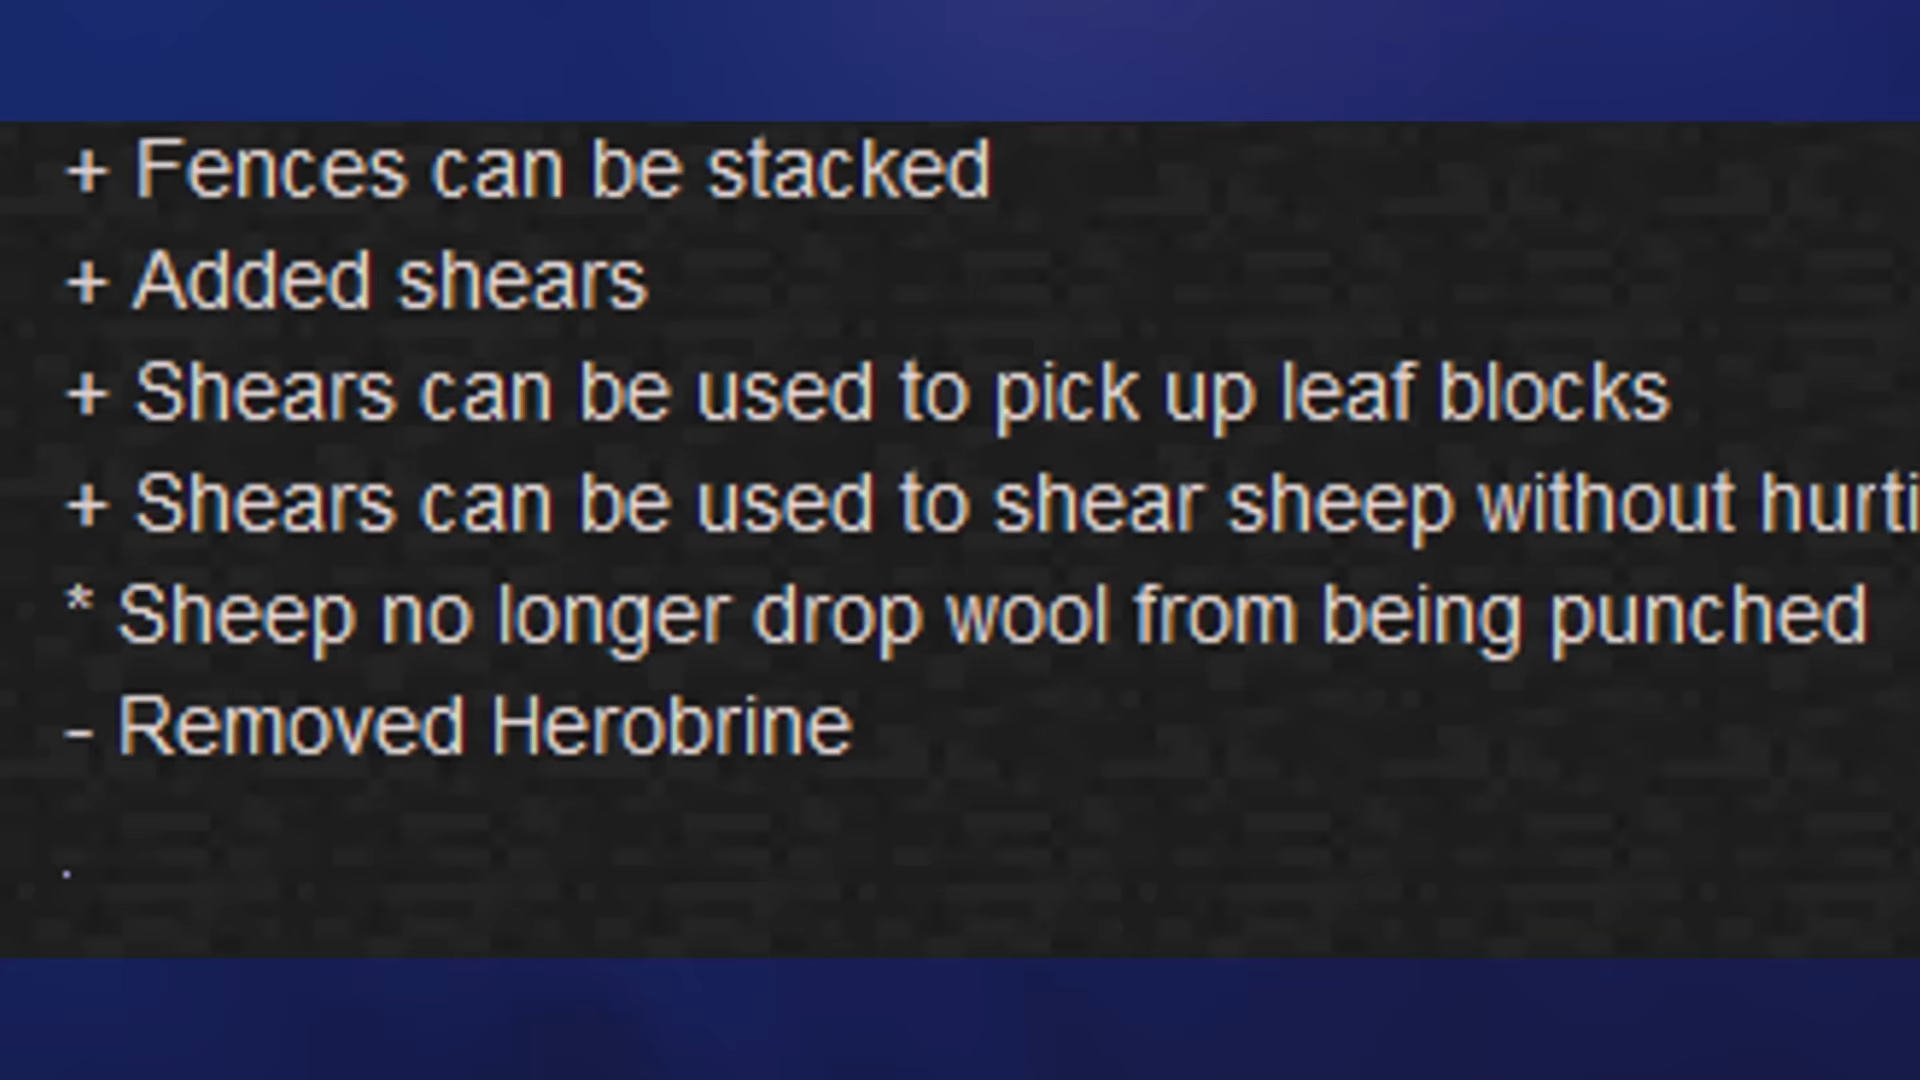 + Fences can be stacked
+ Added shears
+ Shears can be used to pick up leaf blocks
+ Shears can be used to shear sheep without hurti
* Sheep no longer drop wool from being punched
- Removed Herobrine
.